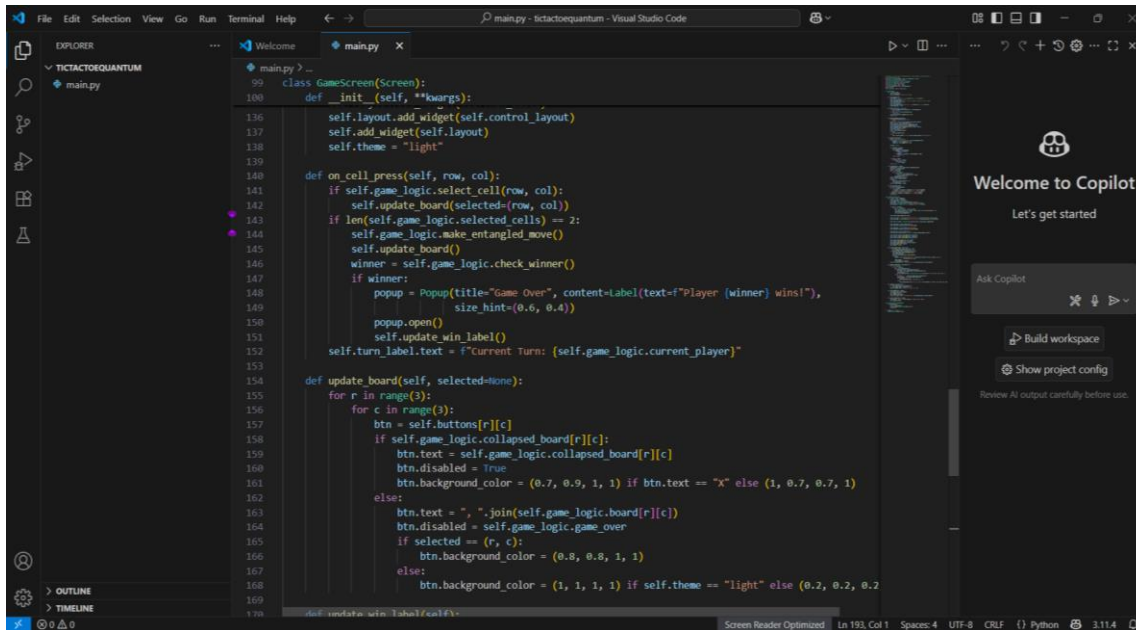 File Edit Selection View Go Run Terminal Help
main.py - tictactoequantum - Visual Studio Code
EXPLORER
TICTACTOEQUANTUM
main.py
OUTLINE
TIMELINE
Welcome
main.py
main.py > ...
99 class GameScreen(Screen):
100 def __init__(self, **kwargs):
136 self.layout.add_widget(self.control_layout)
137 self.add_widget(self.layout)
138 self.theme = "light"
139
140 def on_cell_press(self, row, col):
141 if self.game_logic.select_cell(row, col):
142 self.update_board(selected=(row, col))
143 if len(self.game_logic.selected_cells) == 2:
144 self.game_logic.make_entangled_move()
145 self.update_board()
146 winner = self.game_logic.check_winner()
147 if winner:
148 popup = Popup(title="Game Over", content=Label(text=f"Player {winner} wins!"),
149 size_hint=(0.6, 0.4))
150 popup.open()
151 self.update_win_label()
152 self.turn_label.text = f"Current Turn: {self.game_logic.current_player}"
153
154 def update_board(self, selected=None):
155 for r in range(3):
156 for c in range(3):
157 btn = self.buttons[r][c]
158 if self.game_logic.collapsed_board[r][c]:
159 btn.text = self.game_logic.collapsed_board[r][c]
160 btn.disabled = True
161 btn.background_color = (0.7, 0.9, 1, 1) if btn.text == "X" else (1, 0.7, 0.7, 1)
162 else:
163 btn.text = ", ".join(self.game_logic.board[r][c])
164 btn.disabled = self.game_logic.game_over
165 if selected == (r, c):
166 btn.background_color = (0.8, 0.8, 1, 1)
167 else:
168 btn.background_color = (1, 1, 1, 1) if self.theme == "light" else (0.2, 0.2, 0.2
169
170 def update_win_label(self):
Welcome to Copilot
Let's get started
Ask Copilot
Build workspace
Show project config
Review AI output carefully before use.
0 0
Screen Reader Optimized Ln 193, Col 1 Spaces: 4 UTF-8 CRLF {} Python 3.11.4